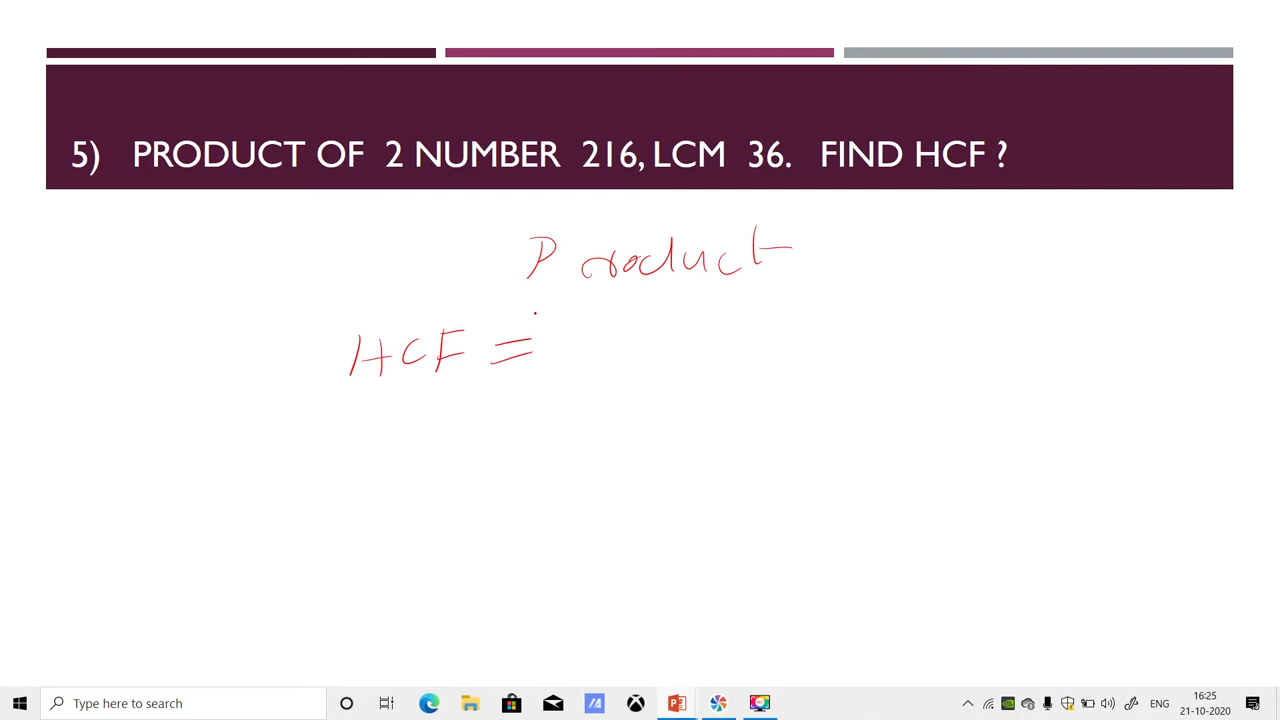 5) PRODUCT OF 2 NUMBER 216, LCM 36. FIND HCF ?
Product
HCF =
Type here to search
ENG
16:25
21-10-2020